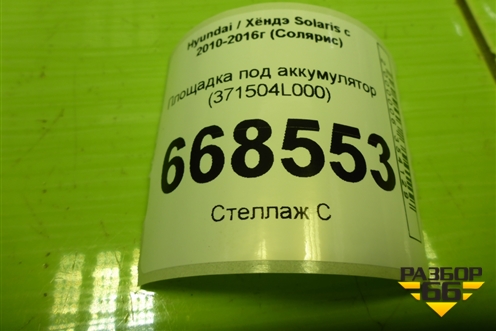 Hyundai / Хёндэ Solaris с
2010-2016г (Солярис)
Площадка под аккумулятор
(371504L000)
668553
Стеллаж С
РАЗБОР
66